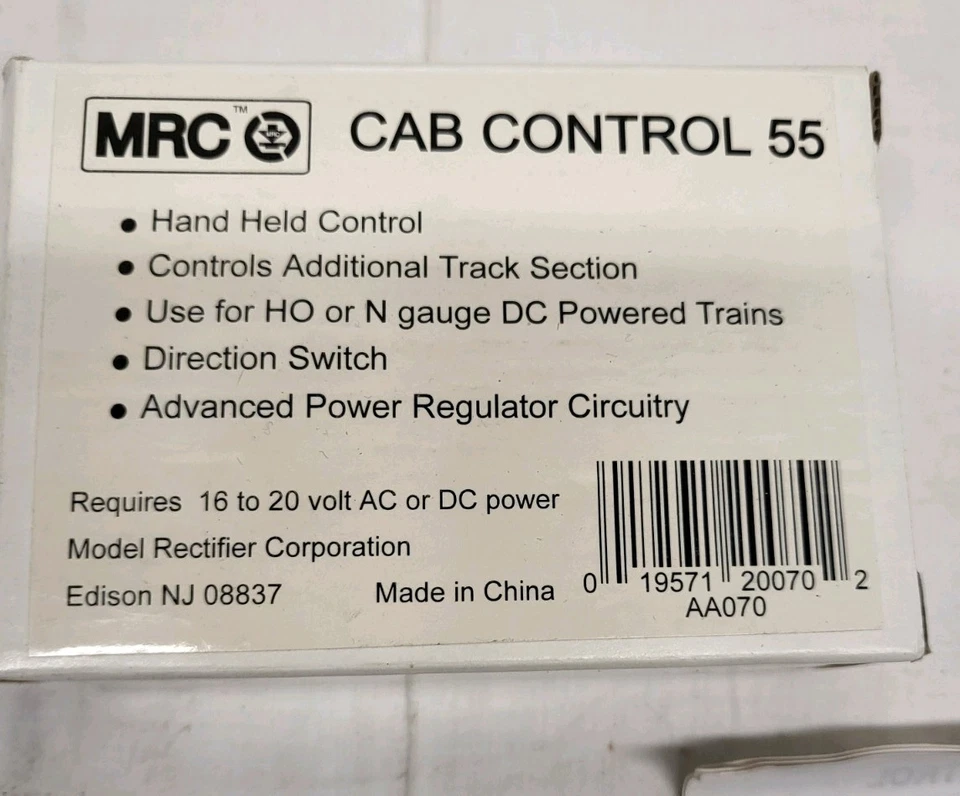 MRC™ CAB CONTROL 55
● Hand Held Control
● Controls Additional Track Section
● Use for HO or N gauge DC Powered Trains
● Direction Switch
● Advanced Power Regulator Circuitry
Requires 16 to 20 volt AC or DC power
Model Rectifier Corporation
Edison NJ 08837 Made in China
0 19571 20070 2
AA070